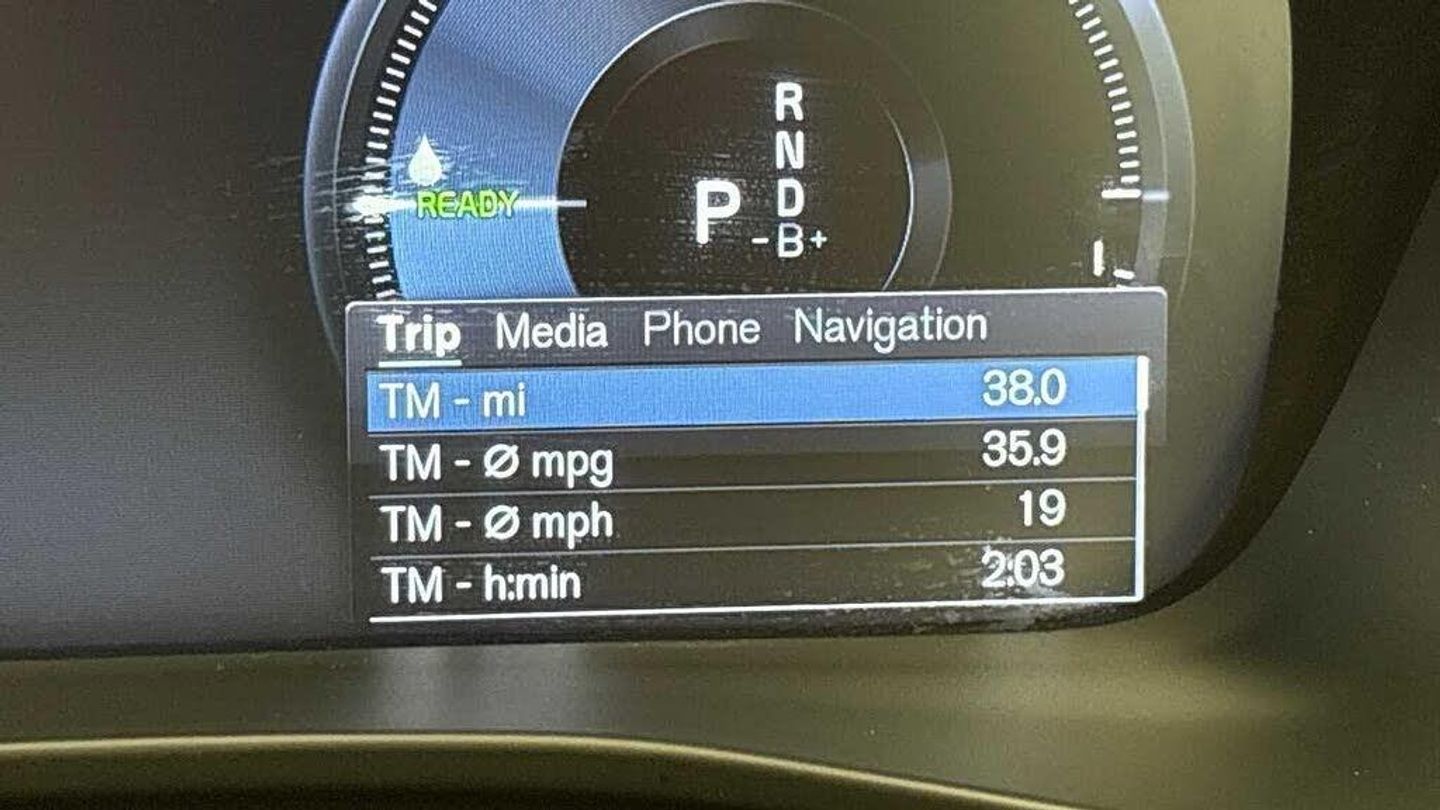 R
N
READY P D
-B+
Trip Media Phone Navigation
TM - mi 38.0
TM - Ø mpg 35.9
TM - Ø mph 19
TM - h:min 2:03